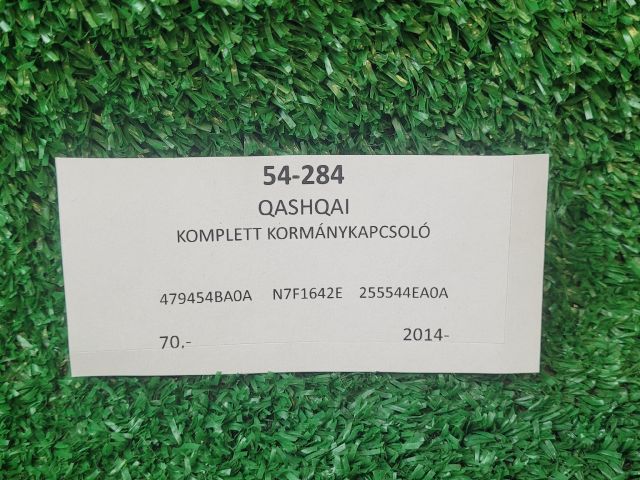 54-284
QASHQAI
KOMPLETT KORMÁNYKAPCSOLÓ
479454BA0A N7F1642E 255544EA0A
70.- 2014-